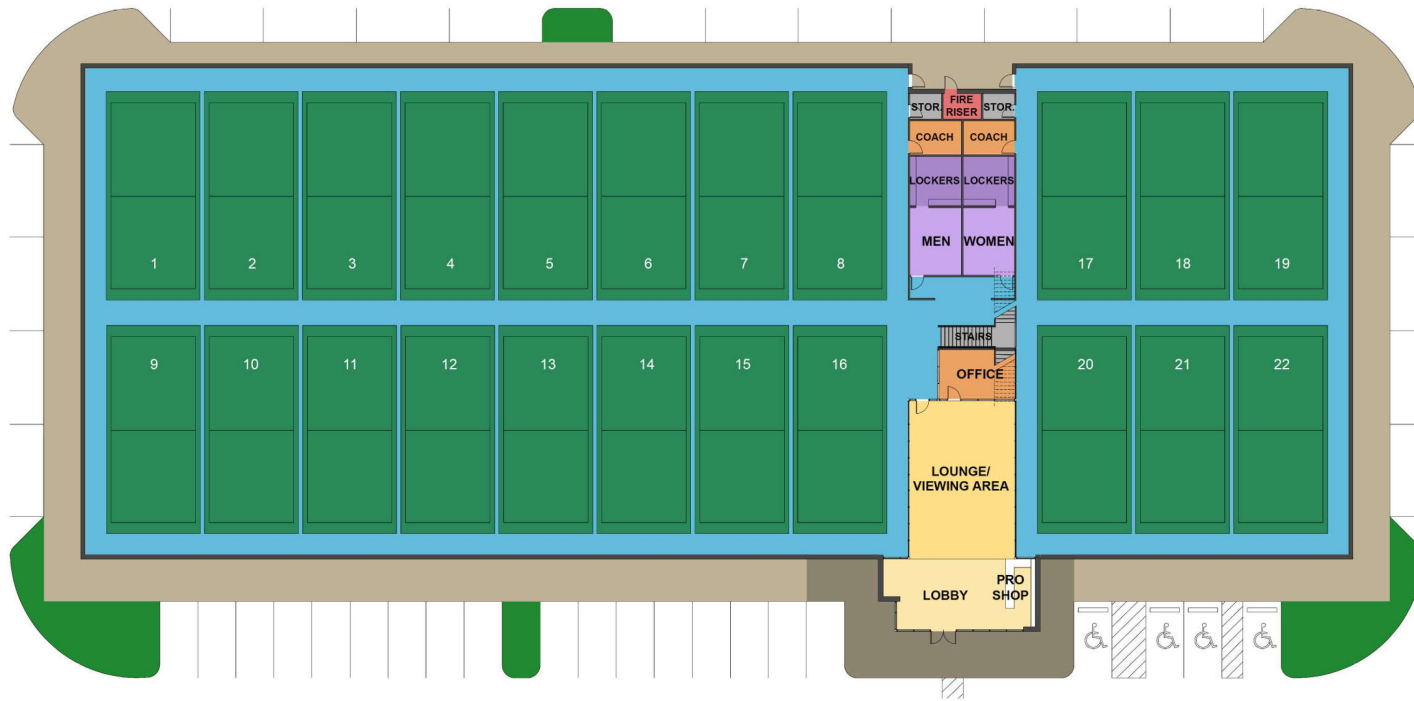 STOR.
FIRE
RISER
STOR.
COACH
COACH
LOCKERS
LOCKERS
MEN
WOMEN
1
2
3
4
5
6
7
8
17
18
19
STAIRS
9
10
11
12
13
14
15
16
OFFICE
20
21
22
LOUNGE/
VIEWING AREA
LOBBY
PRO
SHOP